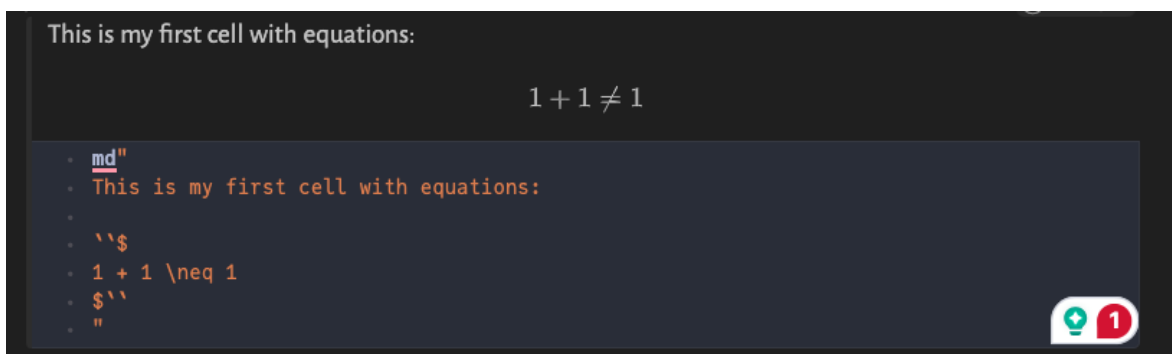 This is my first cell with equations:
1 + 1 ≠ 1
md"
This is my first cell with equations:
``$
1 + 1 \neq 1
$``
"
1